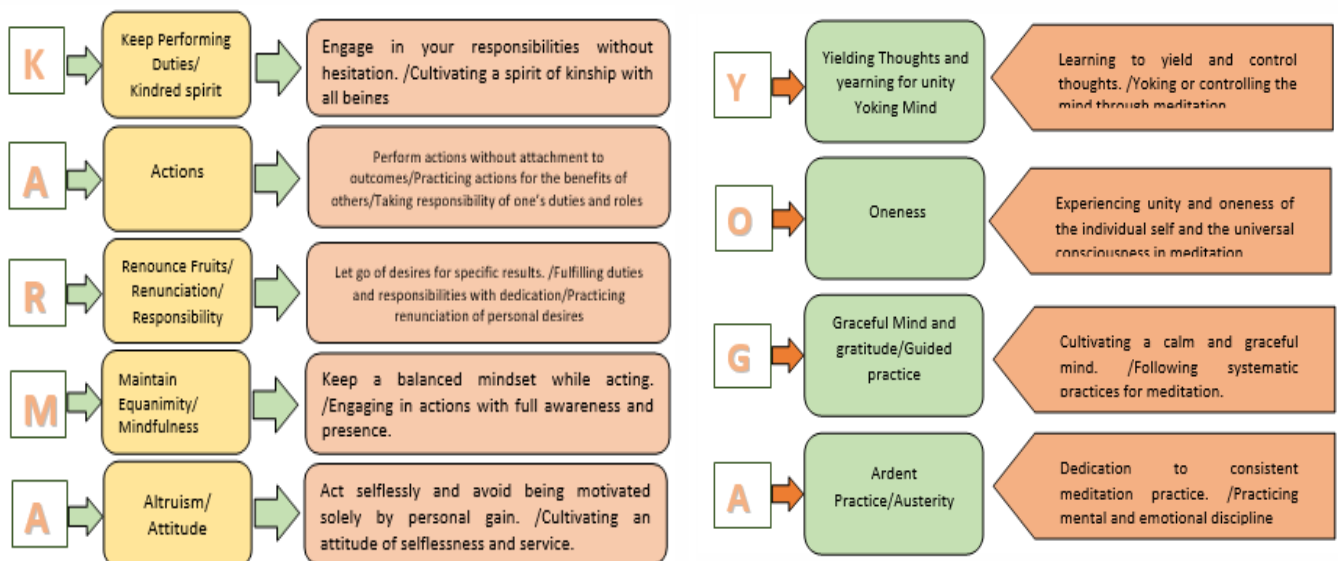 K
Keep Performing
Duties/
Kindred spirit
Engage in your responsibilities without
hesitation. /Cultivating a spirit of kinship with
all beings
A
Actions
Perform actions without attachment to
outcomes/Practicing actions for the benefits of
others/Taking responsibility of one's duties and roles
R
Renounce Fruits/
Renunciation/
Responsibility
Let go of desires for specific results. /Fulfilling duties
and responsibilities with dedication/Practicing
renunciation of personal desires
M
Maintain
Equanimity/
Mindfulness
Keep a balanced mindset while acting.
/Engaging in actions with full awareness and
presence.
A
Altruism/
Attitude
Act selflessly and avoid being motivated
solely by personal gain. /Cultivating an
attitude of selflessness and service.
Y
Yielding Thoughts and
yearning for unity
Yoking Mind
Learning to yield and control
thoughts. /Yoking or controlling the
mind through meditation
O
Oneness
Experiencing unity and oneness of
the individual self and the universal
consciousness in meditation
G
Graceful Mind and
gratitude/Guided
practice
Cultivating a calm and graceful
mind. /Following systematic
practices for meditation.
A
Ardent
Practice/Austerity
Dedication to consistent
meditation practice. /Practicing
mental and emotional discipline